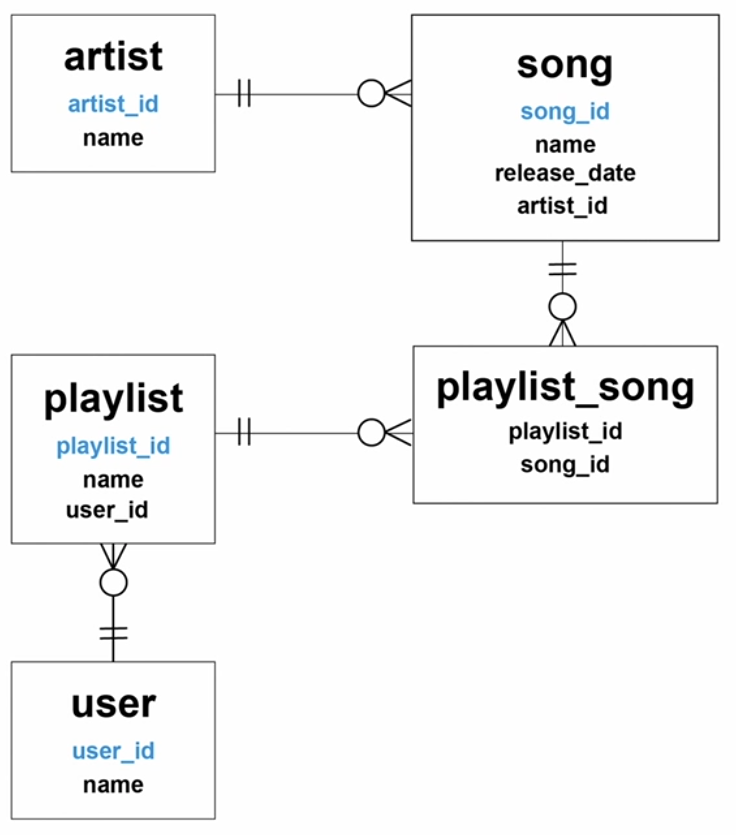 artist
artist_id
name
song
song_id
name
release_date
artist_id
playlist
playlist_id
name
user_id
playlist_song
playlist_id
song_id
user
user_id
name